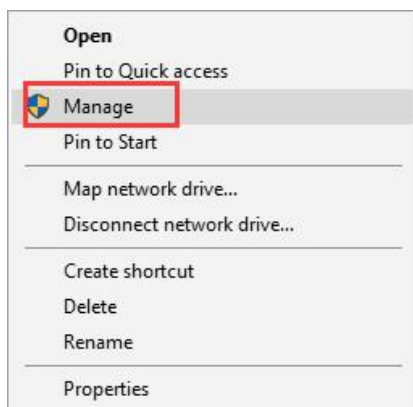 Open
Pin to Quick access
Manage
Pin to Start
Map network drive...
Disconnect network drive...
Create shortcut
Delete
Rename
Properties